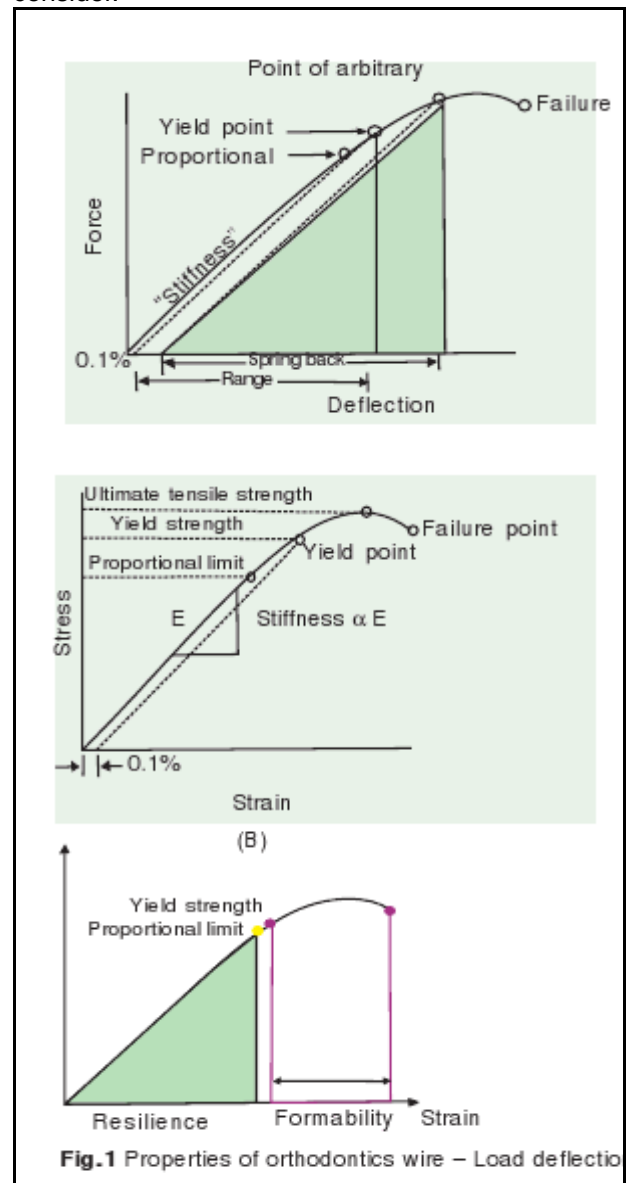 consider.
Point of arbitrary
Failure
Yield point
Proportional
Force
"Stiffness"
0.1%
Spring back
Range
Deflection
Ultimate tensile strength
Yield strength
Failure point
Yield point
Proportional limit
E
Stiffness α E
Stress
0.1%
Strain
(B)
Yield strength
Proportional limit
Resilience
Formability
Strain
Fig.1 Properties of orthodontics wire – Load deflectio